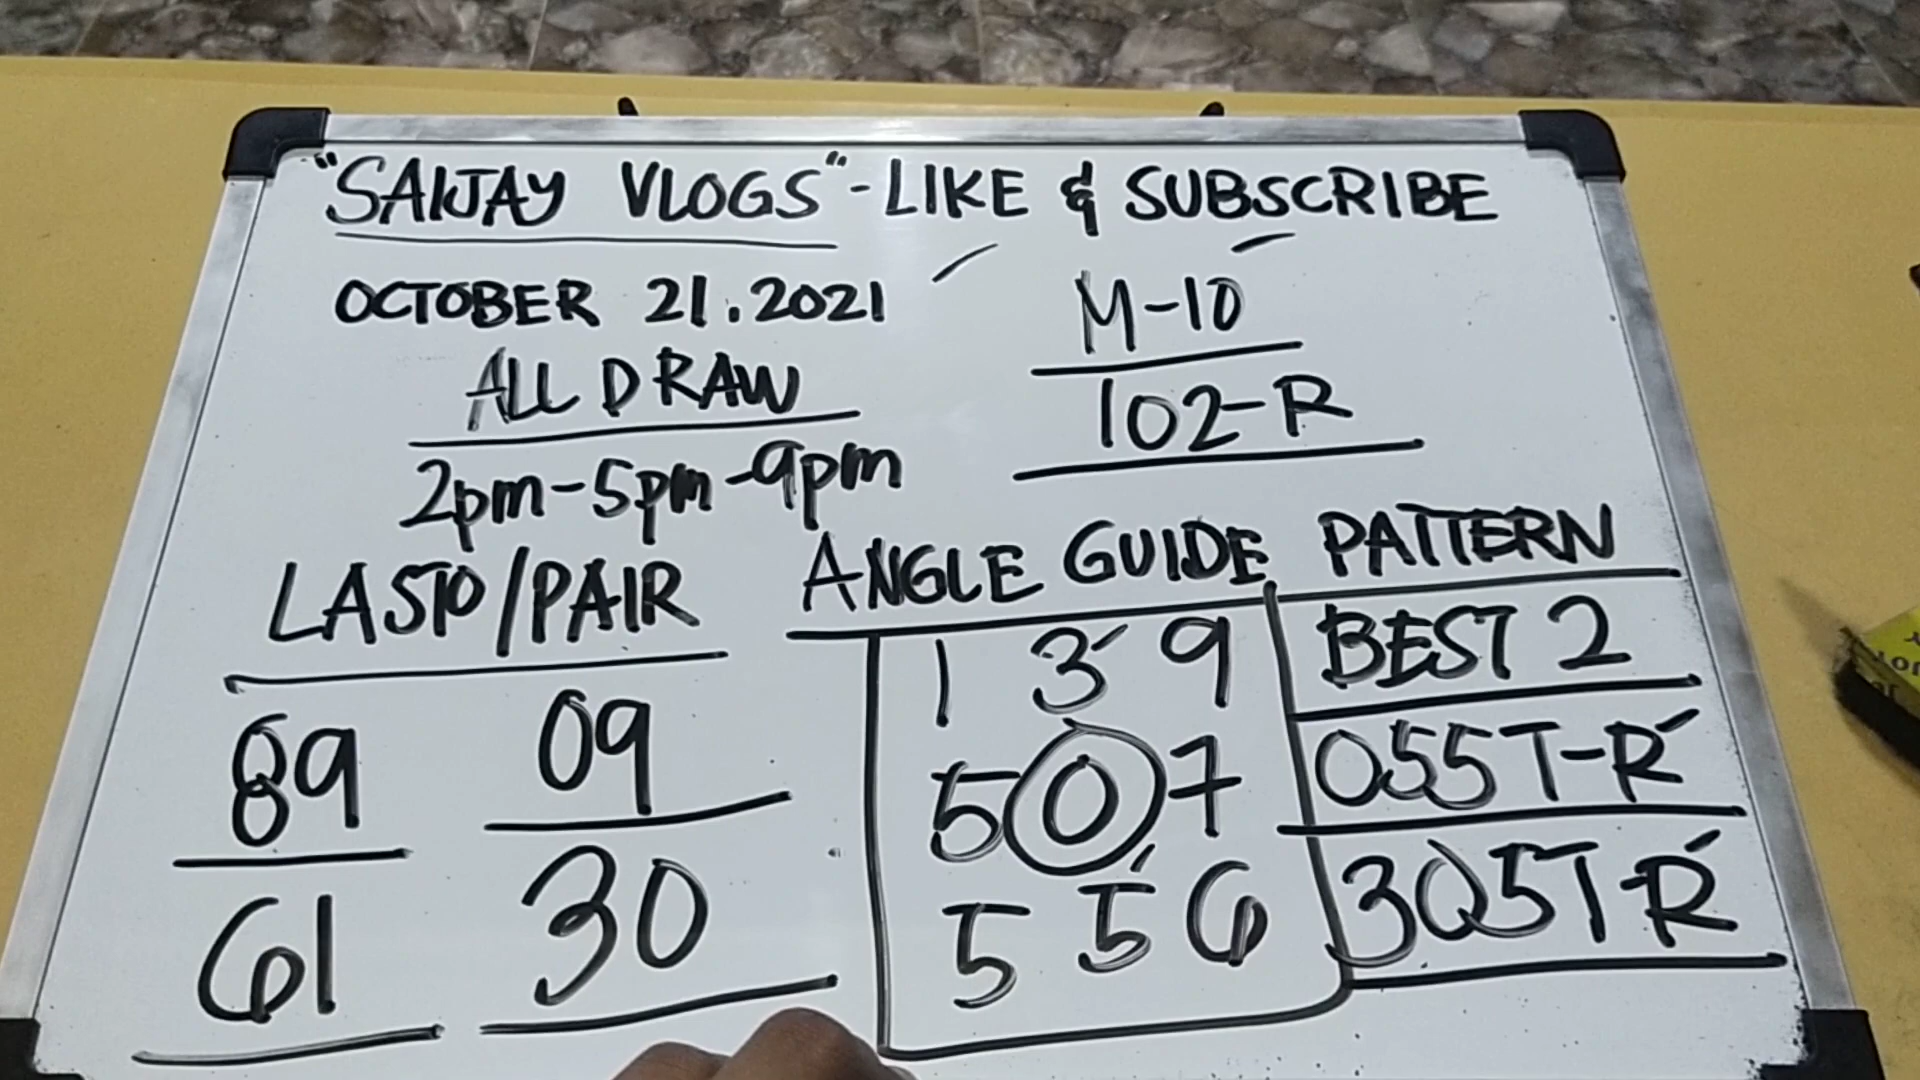 "SAIJAY VLOGS"-LIKE & SUBSCRIBE
OCTOBER 21.2021
M-10
ALL DRAW
102-R
2pm-5pm-9pm
LASTO/PAIR
ANGLE GUIDE PATTERN
1 3 9
BEST 2
89
09
5 0 7
055T-R
61
30
5 5 6
305T-R